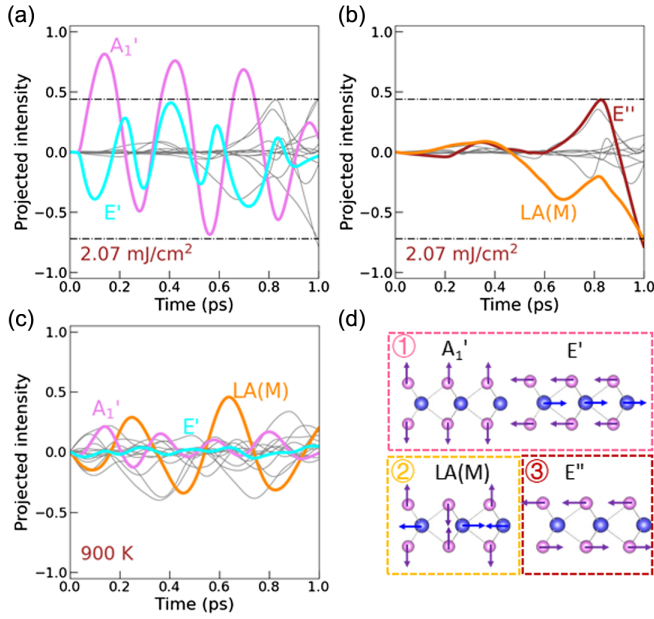 (a)
Projected intensity
1.0
0.5
0.0
−0.5
−1.0
A₁'
E'
2.07 mJ/cm²
0.0 0.2 0.4 0.6 0.8 1.0
Time (ps)
(b)
Projected intensity
1.0
0.5
0.0
−0.5
−1.0
E''
LA(M)
2.07 mJ/cm²
0.0 0.2 0.4 0.6 0.8 1.0
Time (ps)
(c)
Projected intensity
1.0
0.5
0.0
−0.5
−1.0
A₁'
E'
LA(M)
900 K
0.0 0.2 0.4 0.6 0.8 1.0
Time (ps)
(d)
① A₁' E'
② LA(M)
③ E''